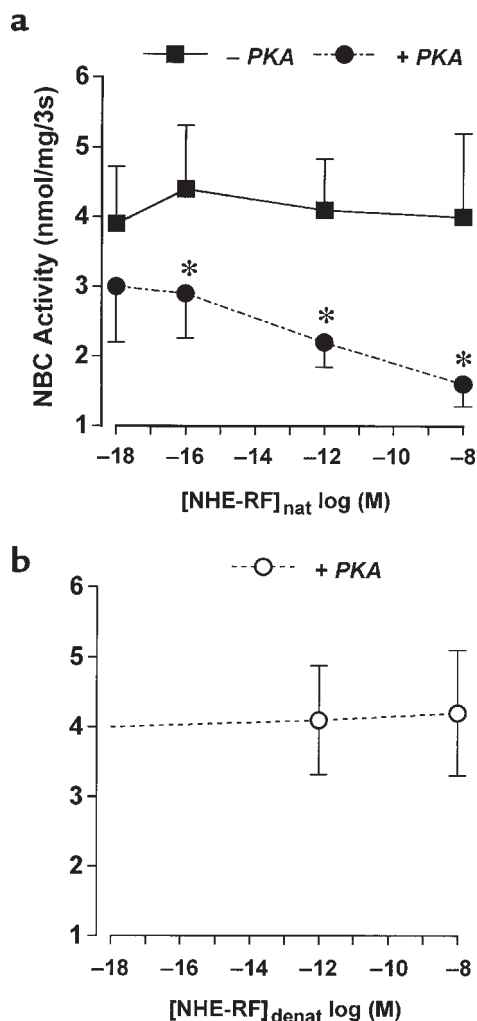 a
– PKA + PKA
6
5
4
3
2
1
NBC Activity (nmol/mg/3s)
* * *
–18 –16 –14 –12 –10 –8
[NHE-RF]nat log (M)
b
+ PKA
6
5
4
3
2
1
–18 –16 –14 –12 –10 –8
[NHE-RF]denat log (M)